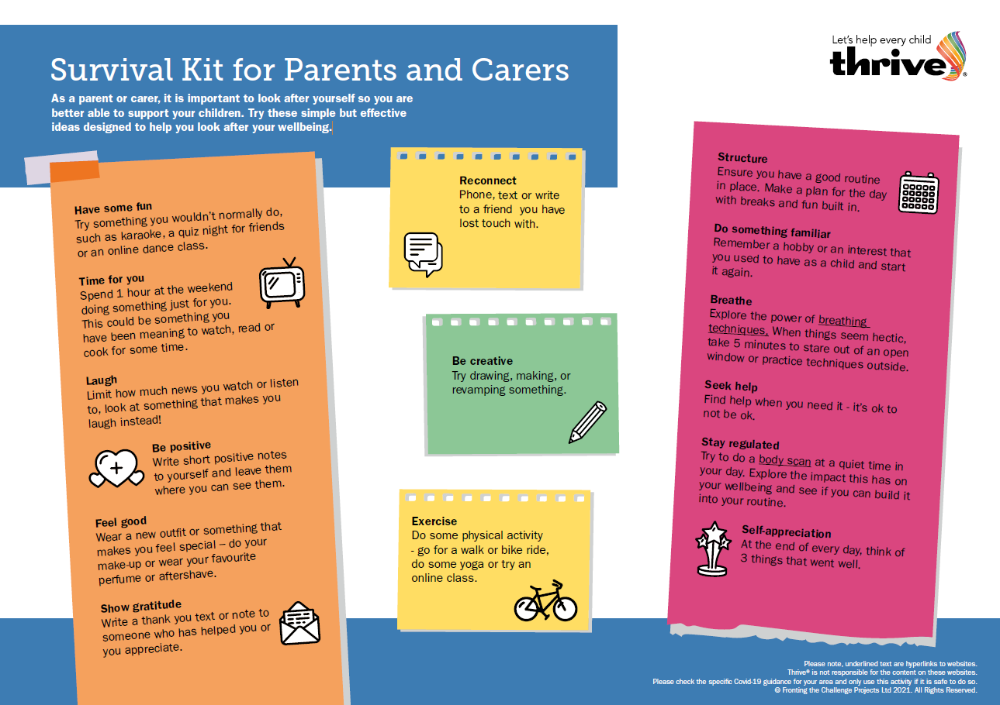 Survival Kit for Parents and Carers
As a parent or carer, it is important to look after yourself so you are
better able to support your children. Try these simple but effective
ideas designed to help you look after your wellbeing.
Let's help every child
thrive®
Have some fun
Try something you wouldn't normally do,
such as karaoke, a quiz night for friends
or an online dance class.
Time for you
Spend 1 hour at the weekend
doing something just for you.
This could be something you
have been meaning to watch, read or
cook for some time.
Laugh
Limit how much news you watch or listen
to, look at something that makes you
laugh instead!
Be positive
Write short positive notes
to yourself and leave them
where you can see them.
Feel good
Wear a new outfit or something that
makes you feel special – do your
make-up or wear your favourite
perfume or aftershave.
Show gratitude
Write a thank you text or note to
someone who has helped you or
you appreciate.
Reconnect
Phone, text or write
to a friend  you have
lost touch with.
Be creative
Try drawing, making, or
revamping something.
Exercise
Do some physical activity
- go for a walk or bike ride,
do some yoga or try an
online class.
Structure
Ensure you have a good routine
in place. Make a plan for the day
with breaks and fun built in.
Do something familiar
Remember a hobby or an interest that
you used to have as a child and start
it again.
Breathe
Explore the power of breathing
techniques. When things seem hectic,
take 5 minutes to stare out of an open
window or practice techniques outside.
Seek help
Find help when you need it - it's ok to
not be ok.
Stay regulated
Try to do a body scan at a quiet time in
your day. Explore the impact this has on
your wellbeing and see if you can build it
into your routine.
Self-appreciation
At the end of every day, think of
3 things that went well.
Please note, underlined text are hyperlinks to websites.
Thrive® is not responsible for the content on these websites.
Please check the specific Covid-19 guidance for your area and only use this activity if it is safe to do so.
© Fronting the Challenge Projects Ltd 2021. All Rights Reserved.